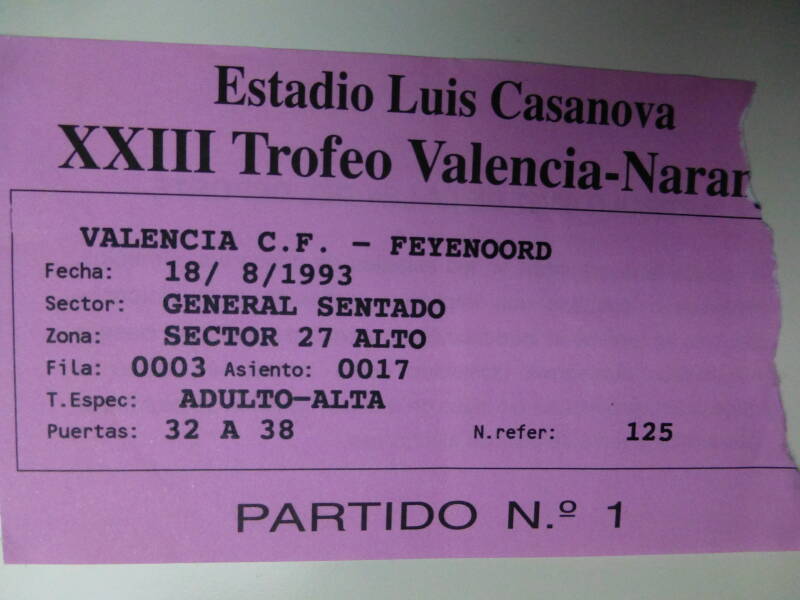 Estadio Luis Casanova
XXIII Trofeo Valencia-Naran
VALENCIA C.F. - FEYENOORD
Fecha: 18/ 8/1993
Sector: GENERAL SENTADO
Zona: SECTOR 27 ALTO
Fila: 0003 Asiento: 0017
T.Espec: ADULTO-ALTA
Puertas: 32 A 38 N.refer: 125
PARTIDO N.º 1